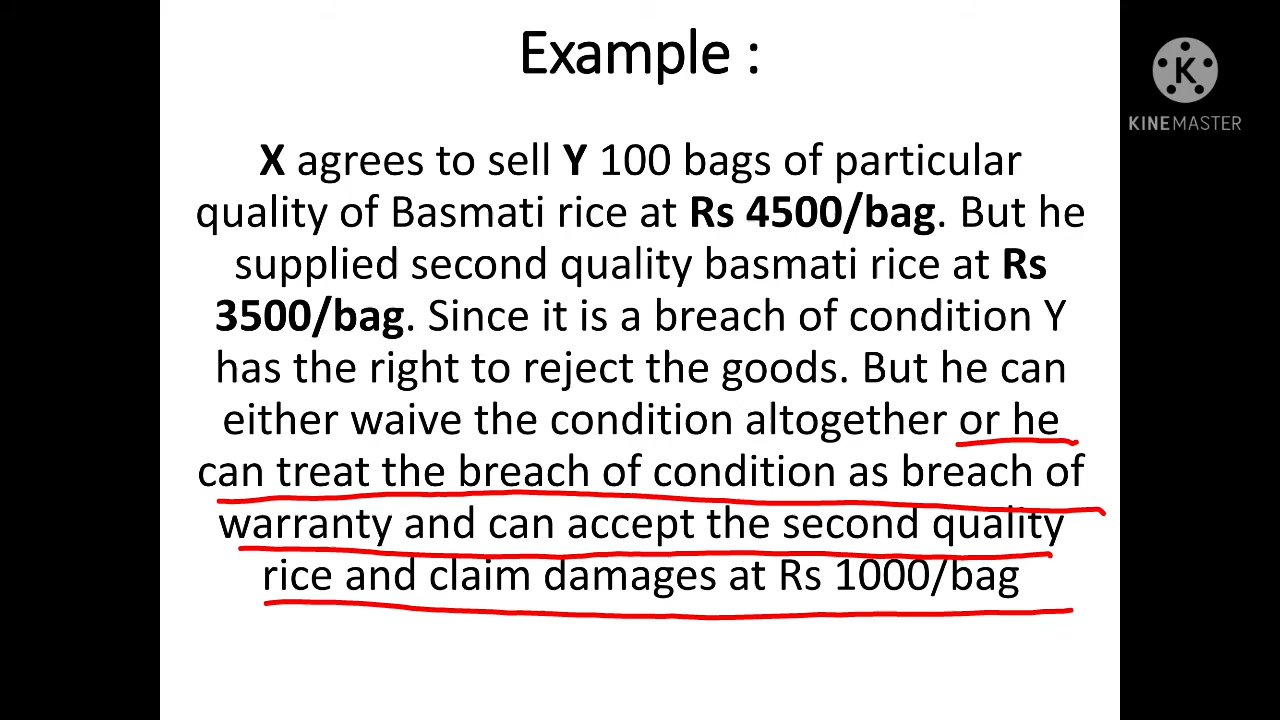 Example :
KINEMASTER
X agrees to sell Y 100 bags of particular
quality of Basmati rice at Rs 4500/bag. But he
supplied second quality basmati rice at Rs
3500/bag. Since it is a breach of condition Y
has the right to reject the goods. But he can
either waive the condition altogether or he
can treat the breach of condition as breach of
warranty and can accept the second quality
rice and claim damages at Rs 1000/bag